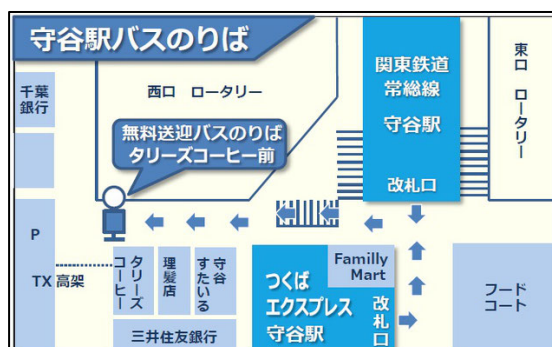 守谷駅バスのりば
千葉
銀行
西口 ロータリー
関東鉄道
常総線
守谷駅
改札口
東口 ロータリー
無料送迎バスのりば
タリーズコーヒー前
P
TX 高架
タリーズ
コーヒー
理髪店
守谷
すたいる
三井住友銀行
つくば
エクスプレス
守谷駅
Familly
Mart
改札口
フード
コート